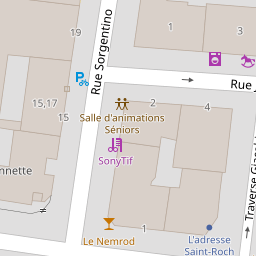 1
3
19
Rue Sorgentino
Rue
2
4
15,17
15
Salle d'animations
Séniors
SonyTif
nnette
Le Nemrod
1
L'adresse
Saint-Roch
Traverse